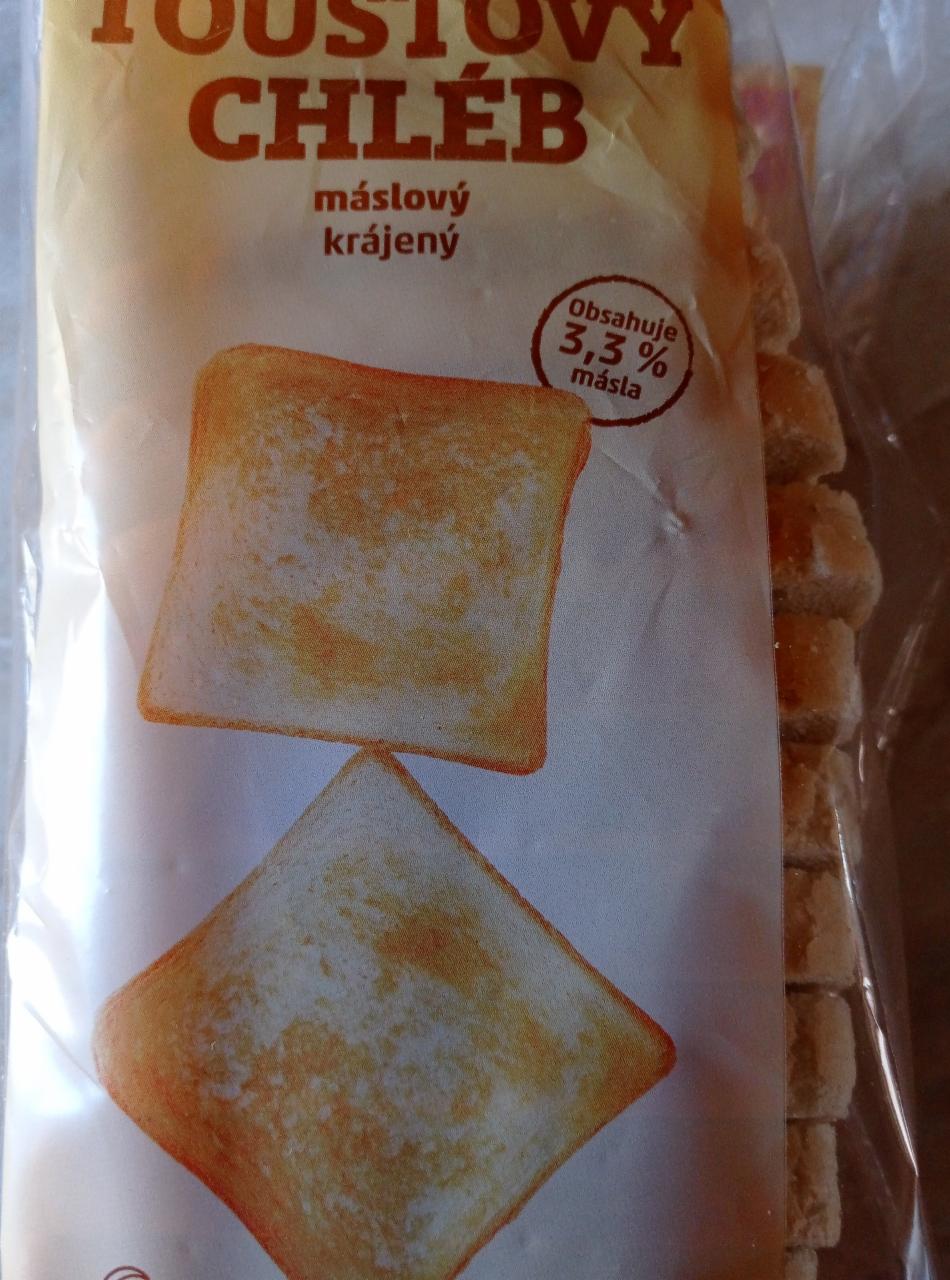 TOUSTOVÝ
CHLÉB
máslový
krájený
Obsahuje
3,3 %
másla